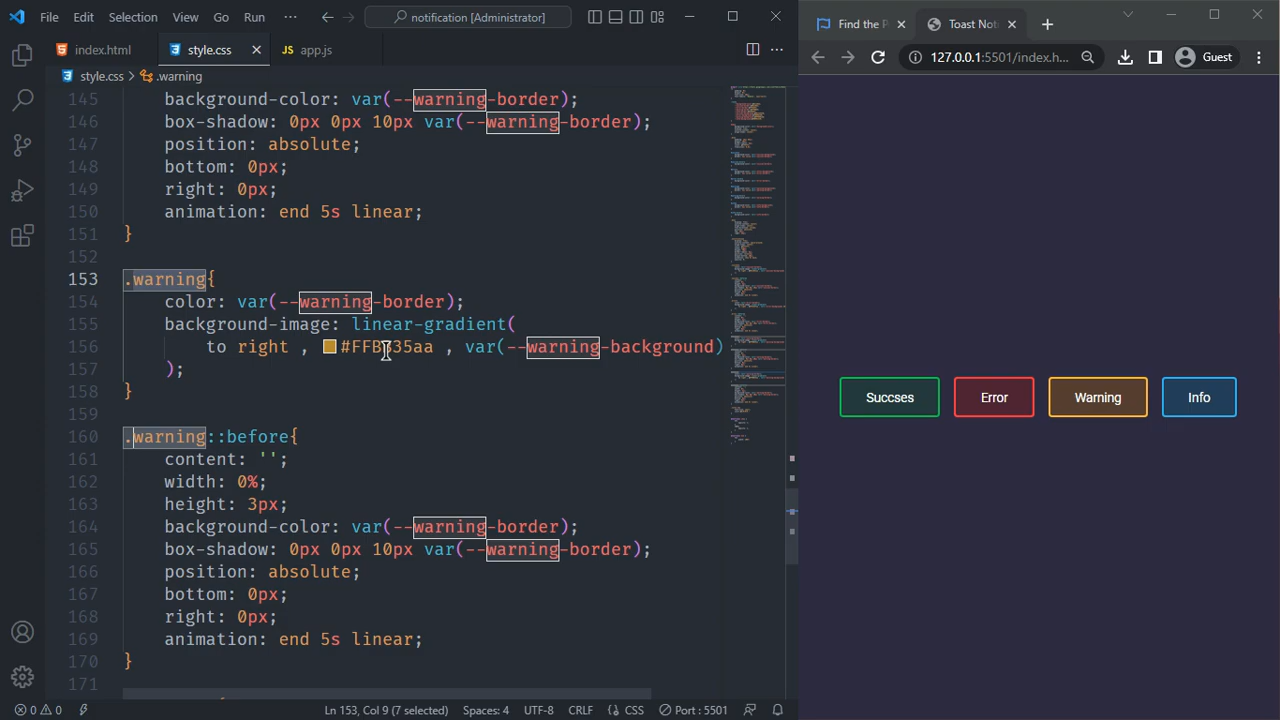 File Edit Selection View Go Run ··· notification [Administrator]
index.html style.css app.js
style.css > .warning
145 background-color: var(--warning-border);
146 box-shadow: 0px 0px 10px var(--warning-border);
147 position: absolute;
148 bottom: 0px;
149 right: 0px;
150 animation: end 5s linear;
151 }
152
153 .warning{
154 color: var(--warning-border);
155 background-image: linear-gradient(
156 to right , #FFB335aa , var(--warning-background)
157 );
158 }
159
160 .warning::before{
161 content: '';
162 width: 0%;
163 height: 3px;
164 background-color: var(--warning-border);
165 box-shadow: 0px 0px 10px var(--warning-border);
166 position: absolute;
167 bottom: 0px;
168 right: 0px;
169 animation: end 5s linear;
170 }
171
0 0 Ln 153, Col 9 (7 selected) Spaces: 4 UTF-8 CRLF {} CSS Port : 5501
Find the P Toast Not
127.0.0.1:5501/index.h... Guest
Succses Error Warning Info